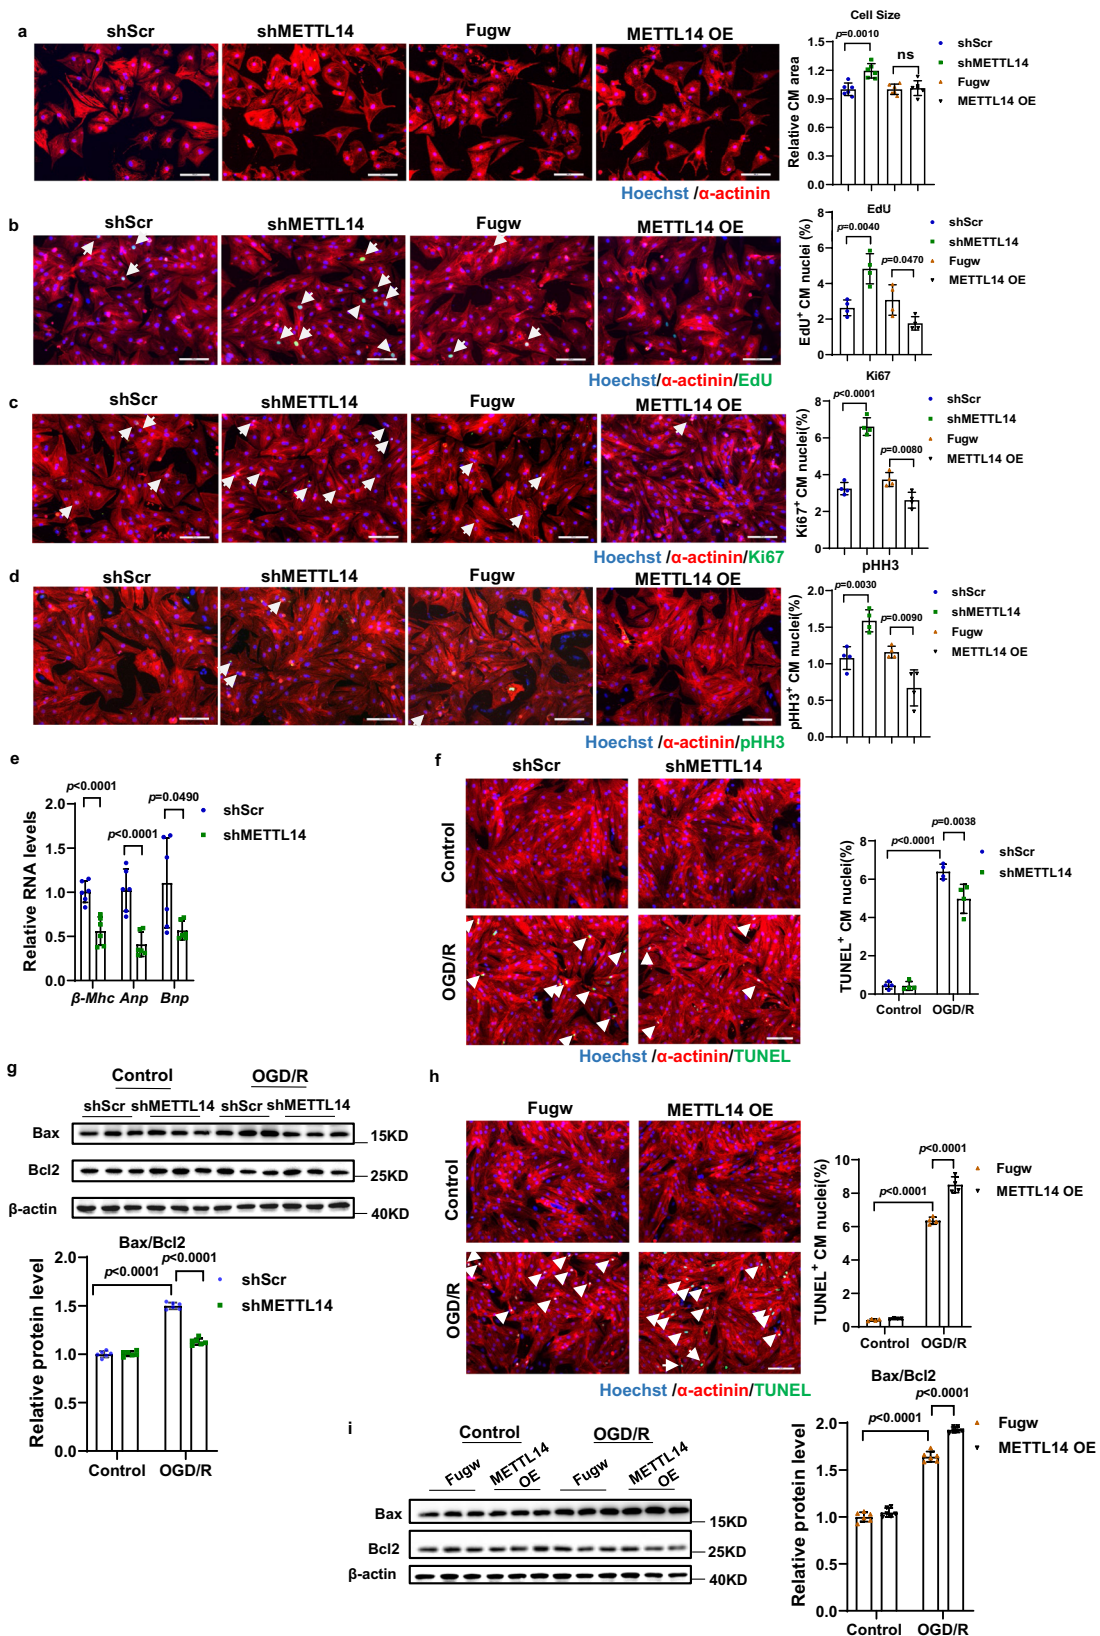 a
shScr
shMETTL14
Fugw
METTL14 OE
Hoechst /α-actinin
Cell Size
Relative CM area
1.5
1.2
0.9
0.6
0.3
0.0
p=0.0010
ns
shScr
shMETTL14
Fugw
METTL14 OE
b
shScr
shMETTL14
Fugw
METTL14 OE
Hoechst/α-actinin/EdU
EdU
EdU+ CM nuclei (%)
8
6
4
2
0
p=0.0040
p=0.0470
shScr
shMETTL14
Fugw
METTL14 OE
c
shScr
shMETTL14
Fugw
METTL14 OE
Hoechst /α-actinin/Ki67
Ki67
Ki67+ CM nuclei(%)
8
6
4
2
0
p<0.0001
p=0.0080
shScr
shMETTL14
Fugw
METTL14 OE
d
shScr
shMETTL14
Fugw
METTL14 OE
Hoechst /α-actinin/pHH3
pHH3
pHH3+ CM nuclei(%)
2.0
1.5
1.0
0.5
0.0
p=0.0030
p=0.0090
shScr
shMETTL14
Fugw
METTL14 OE
e
Relative RNA levels
2.0
1.5
1.0
0.5
0.0
p<0.0001
p<0.0001
p=0.0490
shScr
shMETTL14
β-Mhc Anp Bnp
f
shScr
shMETTL14
Control
OGD/R
Hoechst /α-actinin/TUNEL
TUNEL+ CM nuclei(%)
8
6
4
2
0
p<0.0001
p=0.0038
shScr
shMETTL14
Control OGD/R
g
Control OGD/R
shScr shMETTL14 shScr shMETTL14
Bax 15KD
Bcl2 25KD
β-actin 40KD
Bax/Bcl2
Relative protein level
2.0
1.5
1.0
0.5
0.0
p<0.0001
p<0.0001
shScr
shMETTL14
Control OGD/R
h
Fugw
METTL14 OE
Control
OGD/R
Hoechst /α-actinin/TUNEL
TUNEL+ CM nuclei(%)
10
8
6
4
2
0
p<0.0001
p<0.0001
Fugw
METTL14 OE
Control OGD/R
i
Control OGD/R
Fugw METTL14 OE Fugw METTL14 OE
Bax 15KD
Bcl2 25KD
β-actin 40KD
Bax/Bcl2
Relative protein level
2.0
1.5
1.0
0.5
0.0
p<0.0001
p<0.0001
Fugw
METTL14 OE
Control OGD/R